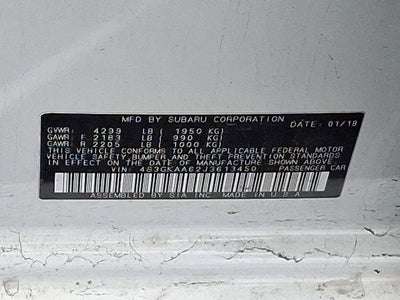 MFD BY SUBARU CORPORATION DATE: 01/18
GVWR: 4299 LB ( 1950 KG)
GAWR: F 2183 LB ( 990 KG)
GAWR: R 2205 LB ( 1000 KG)
THIS VEHICLE CONFORMS TO ALL APPLICABLE FEDERAL MOTOR
VEHICLE SAFETY, BUMPER AND THEFT PREVENTION STANDARDS
IN EFFECT ON THE DATE OF MANUFACTURE SHOWN ABOVE.
VIN: 4S3GKAA62J3613450 PASSENGER CAR
ASSEMBLED BY SIA INC. MADE IN U.S.A.